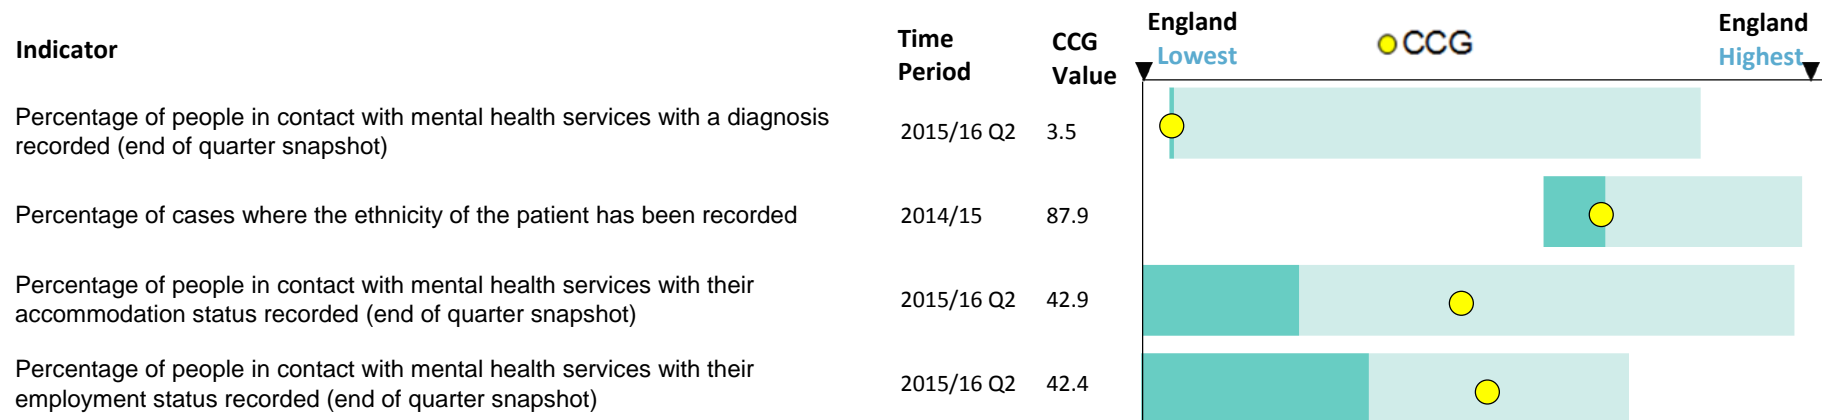 Indicator
Time Period
CCG Value
England Lowest
CCG
England Highest
Percentage of people in contact with mental health services with a diagnosis
recorded (end of quarter snapshot)
2015/16 Q2
3.5
Percentage of cases where the ethnicity of the patient has been recorded
2014/15
87.9
Percentage of people in contact with mental health services with their
accommodation status recorded (end of quarter snapshot)
2015/16 Q2
42.9
Percentage of people in contact with mental health services with their
employment status recorded (end of quarter snapshot)
2015/16 Q2
42.4